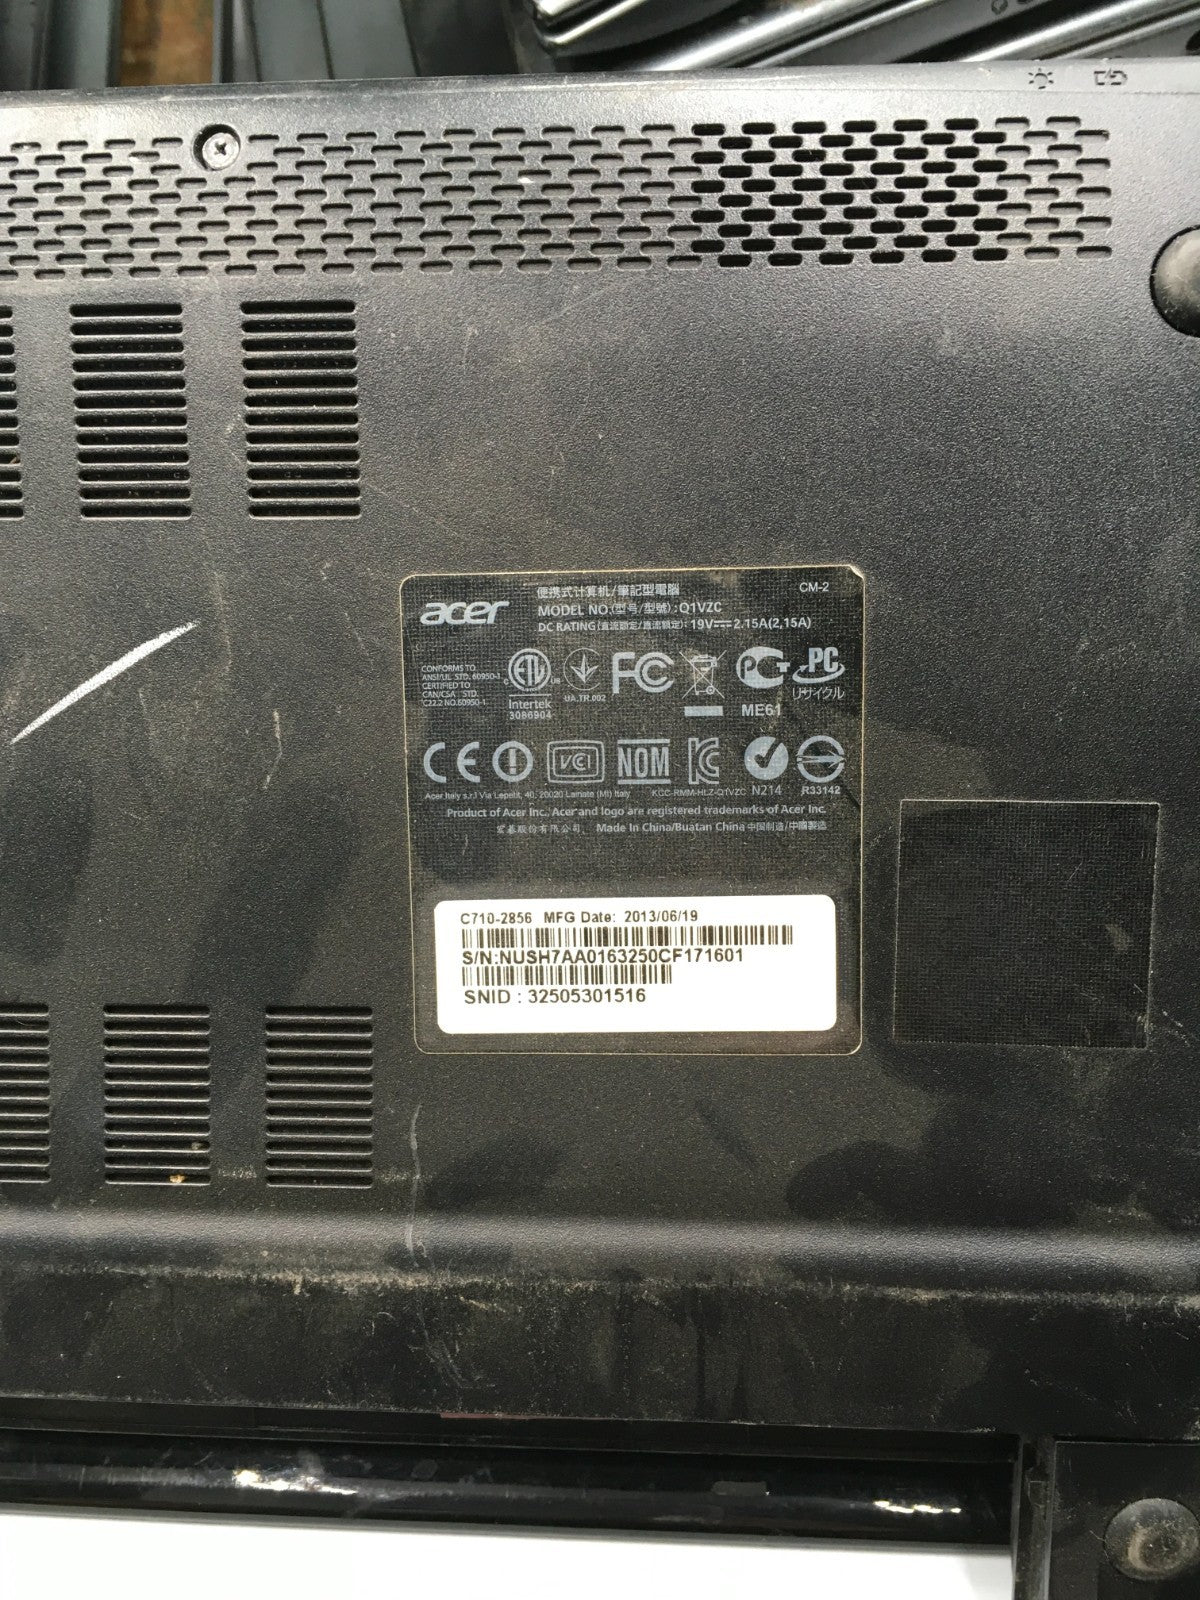 acer
便携式计算机/筆記型電腦
CM-2
MODEL NO.(型号/型號):Q1VZC
DC RATING(直流额定/直流額定): 19V⎓2.15A(2,15A)
CONFORMS TO
ANSI/UL STD. 60950-1
CERTIFIED TO
CAN/CSA STD.
C22.2 NO.60950-1
c ETL us
Intertek
3086904
UA.TR.002
FC
PCT
ME61
PC
リサイクル
CE
VCI
NOM
N214
R33142
Acer Italy s.r.l Via Lepetit, 40, 20020 Lainate (MI) Italy
KCC-RMM-HLZ-Q1VZC
Product of Acer Inc. Acer and logo are registered trademarks of Acer Inc.
宏碁股份有限公司 Made in China/Buatan China 中国制造/中國製造
C710-2856 MFG Date: 2013/06/19
S/N:NUSH7AA0163250CF171601
SNID : 32505301516